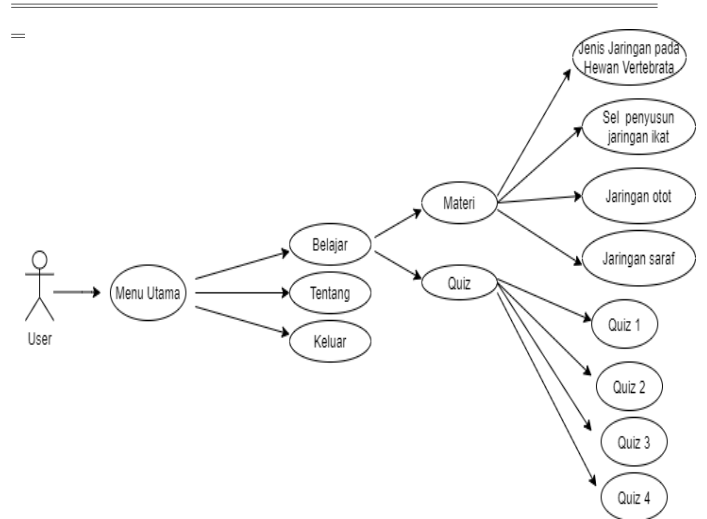 Jenis Jaringan pada
Hewan Vertebrata
Sel penyusun
jaringan ikat
Materi
Jaringan otot
Belajar
Jaringan saraf
Menu Utama
Tentang
Quiz
User
Keluar
Quiz 1
Quiz 2
Quiz 3
Quiz 4